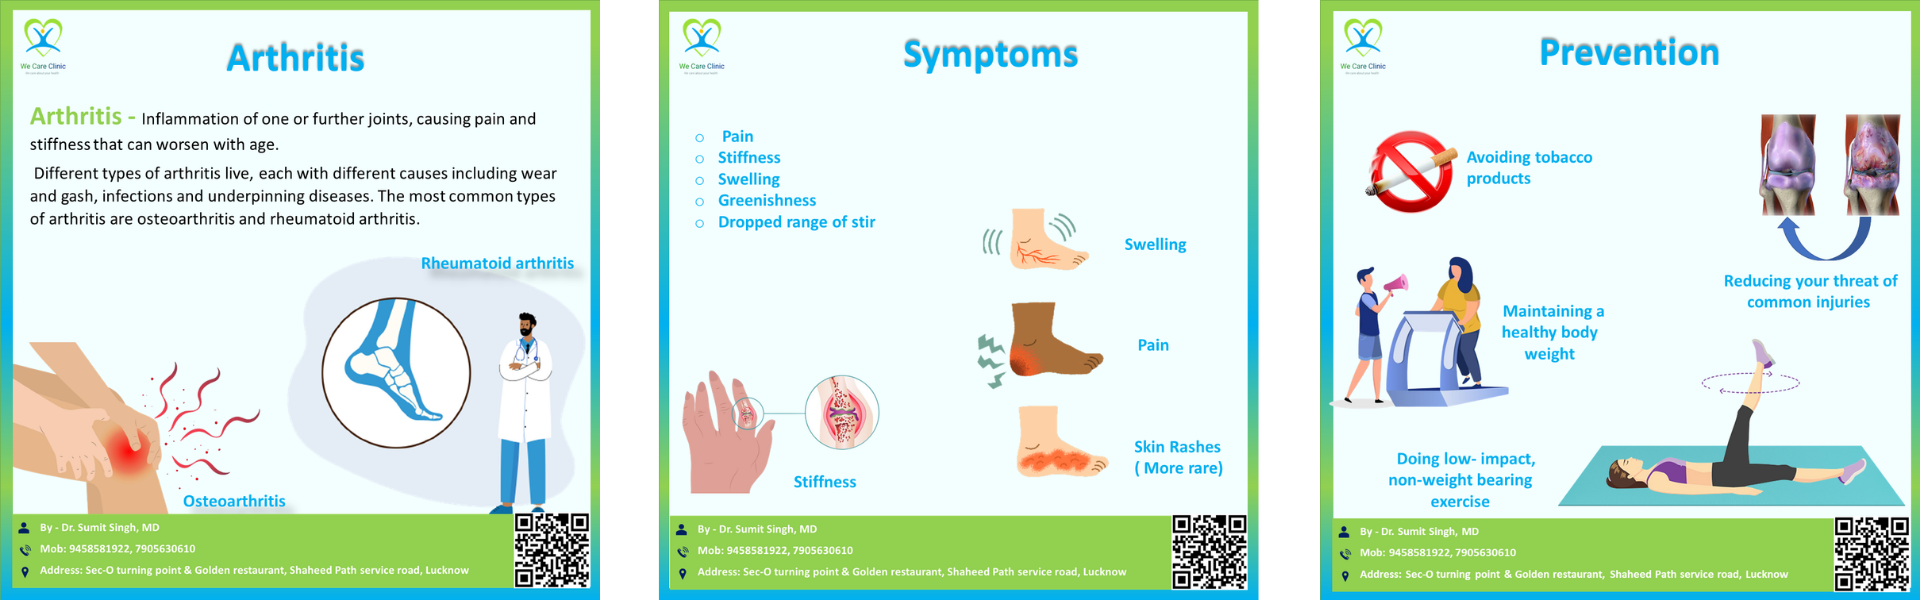 We Care Clinic
Arthritis
Arthritis - Inflammation of one or further joints, causing pain and
stiffness that can worsen with age.
Different types of arthritis live, each with different causes including wear
and gash, infections and underpinning diseases. The most common types
of arthritis are osteoarthritis and rheumatoid arthritis.
Rheumatoid arthritis
Osteoarthritis
By - Dr. Sumit Singh, MD
Mob: 9458581922, 7905630610
Address: Sec-O turning point & Golden restaurant, Shaheed Path service road, Lucknow
We Care Clinic
Symptoms
Pain
Stiffness
Swelling
Greenishness
Dropped range of stir
Swelling
Pain
Skin Rashes
( More rare)
Stiffness
By - Dr. Sumit Singh, MD
Mob: 9458581922, 7905630610
Address: Sec-O turning point & Golden restaurant, Shaheed Path service road, Lucknow
We Care Clinic
Prevention
Avoiding tobacco
products
Reducing your threat of
common injuries
Maintaining a
healthy body
weight
Doing low- impact,
non-weight bearing
exercise
By - Dr. Sumit Singh, MD
Mob: 9458581922, 7905630610
Address: Sec-O turning point & Golden restaurant, Shaheed Path service road, Lucknow